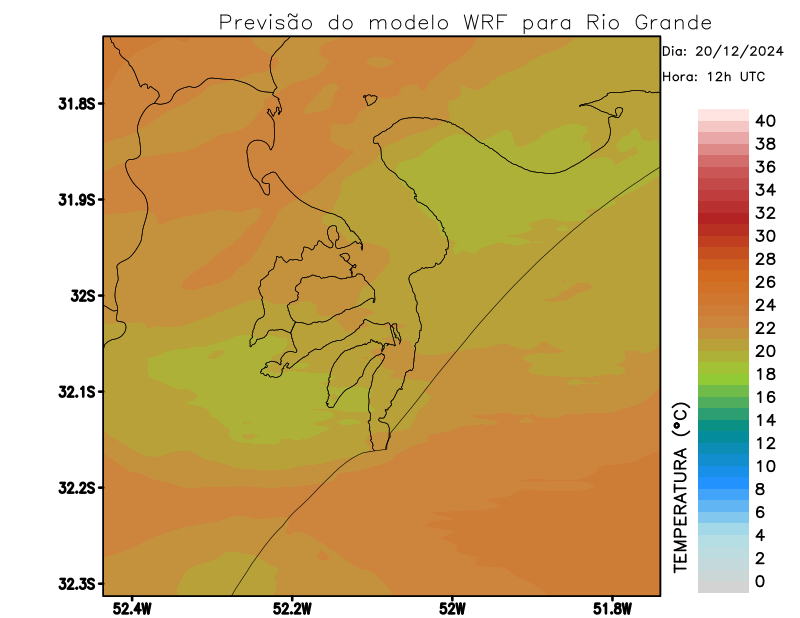 Previsão do modelo WRF para Rio Grande
Dia: 20/12/2024
Hora: 12h UTC
31.8S
31.9S
32S
32.1S
32.2S
32.3S
52.4W
52.2W
52W
51.8W
TEMPERATURA (°C)
40
38
36
34
32
30
28
26
24
22
20
18
16
14
12
10
8
6
4
2
0